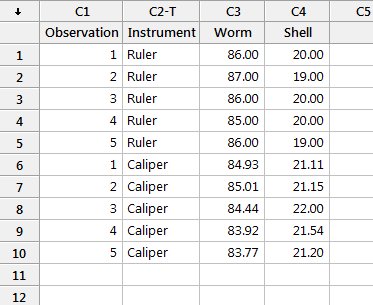 ↓ C1 C2-T C3 C4 C5
Observation Instrument Worm Shell
1 1 Ruler 86.00 20.00
2 2 Ruler 87.00 19.00
3 3 Ruler 86.00 20.00
4 4 Ruler 85.00 20.00
5 5 Ruler 86.00 19.00
6 1 Caliper 84.93 21.11
7 2 Caliper 85.01 21.15
8 3 Caliper 84.44 22.00
9 4 Caliper 83.92 21.54
10 5 Caliper 83.77 21.20
11
12